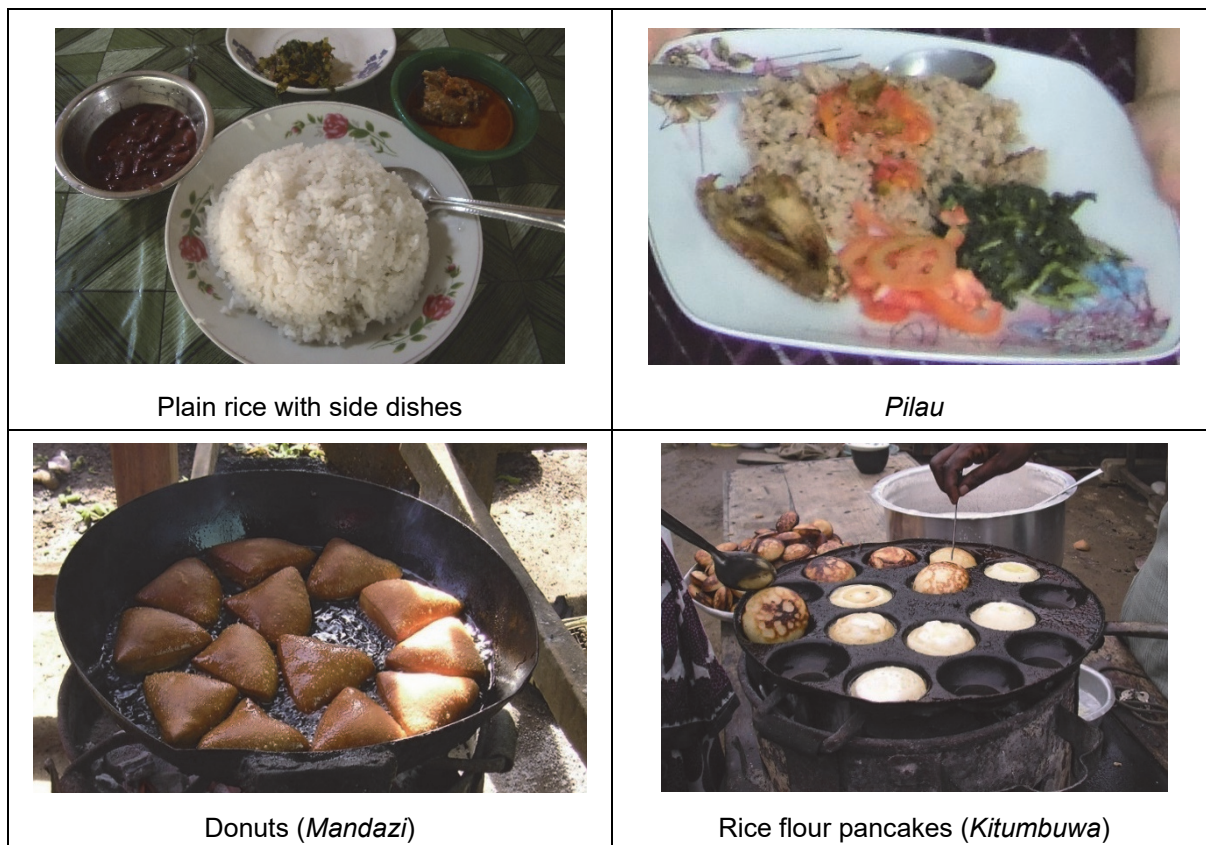 Plain rice with side dishes
Pilau
Donuts (Mandazi)
Rice flour pancakes (Kitumbuwa)